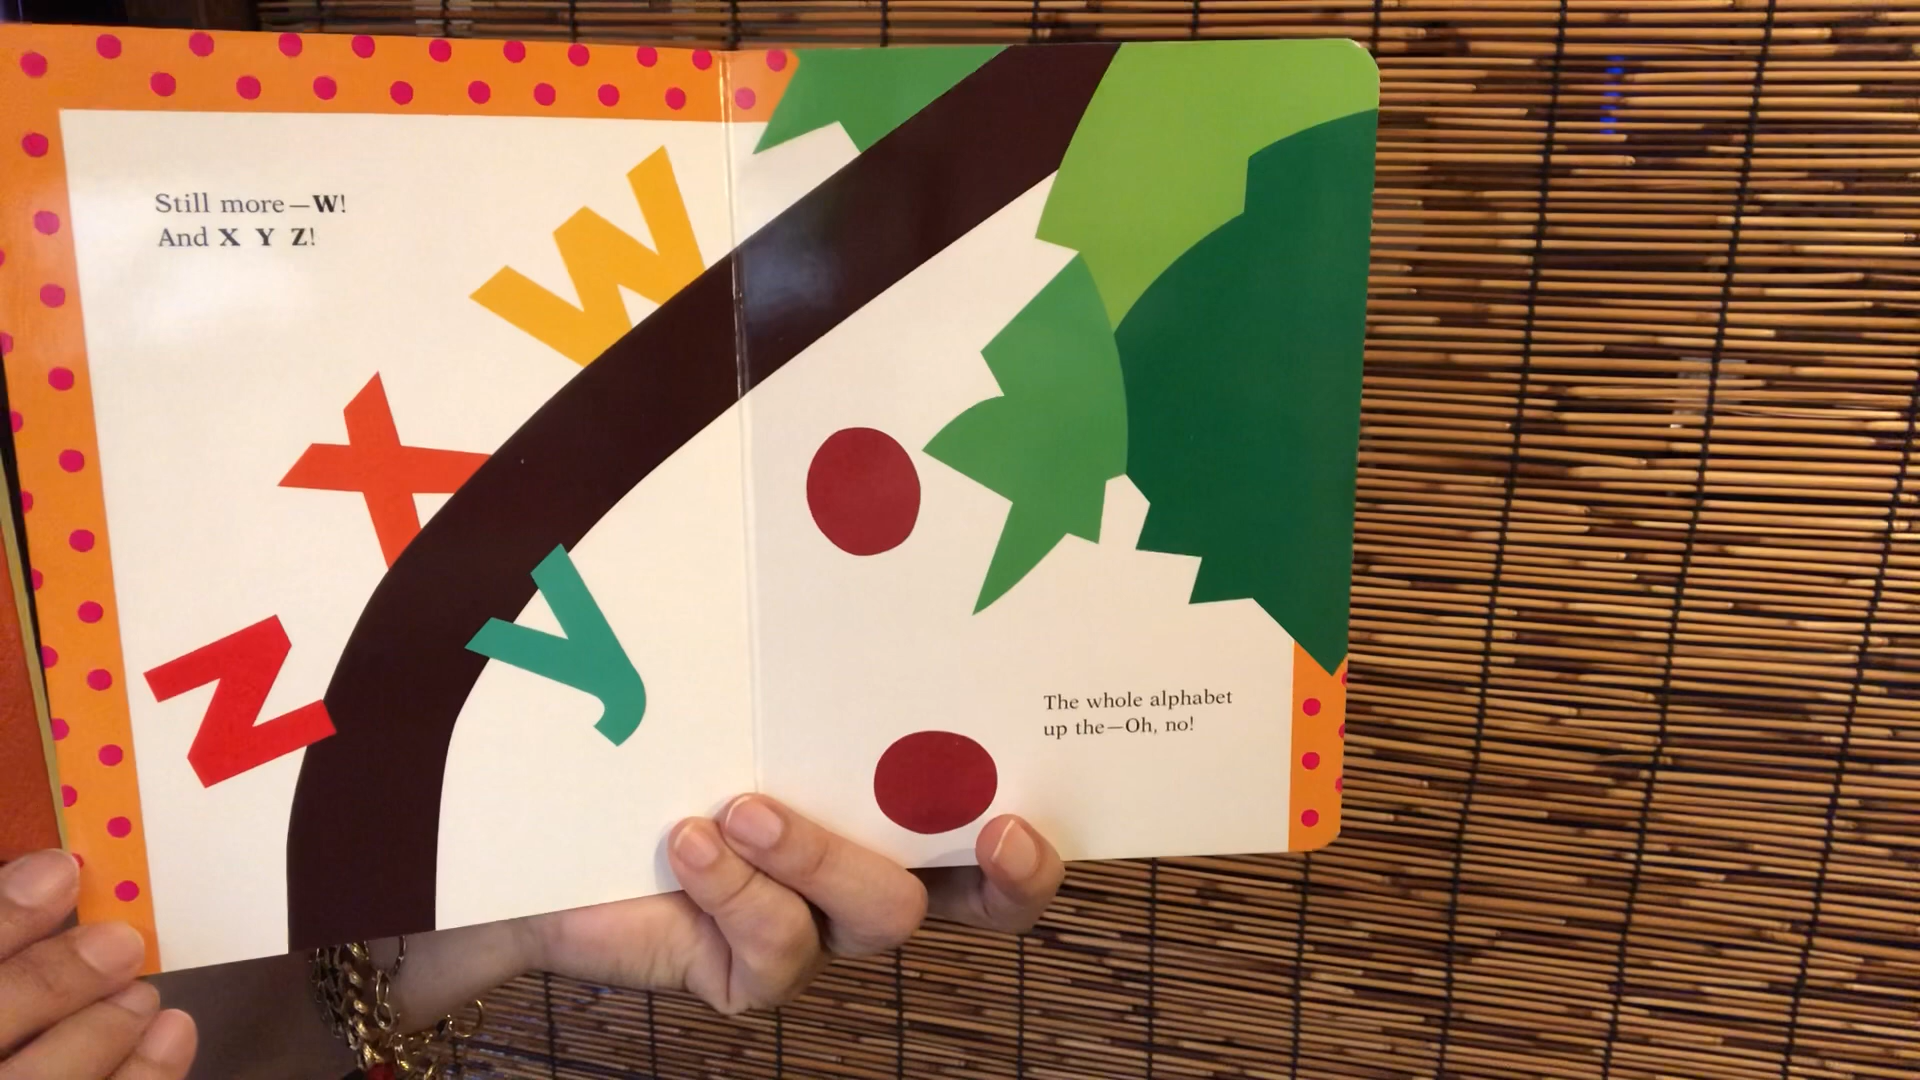 Still more—W!
And X Y Z!
W
X
y
z
The whole alphabet
up the—Oh, no!